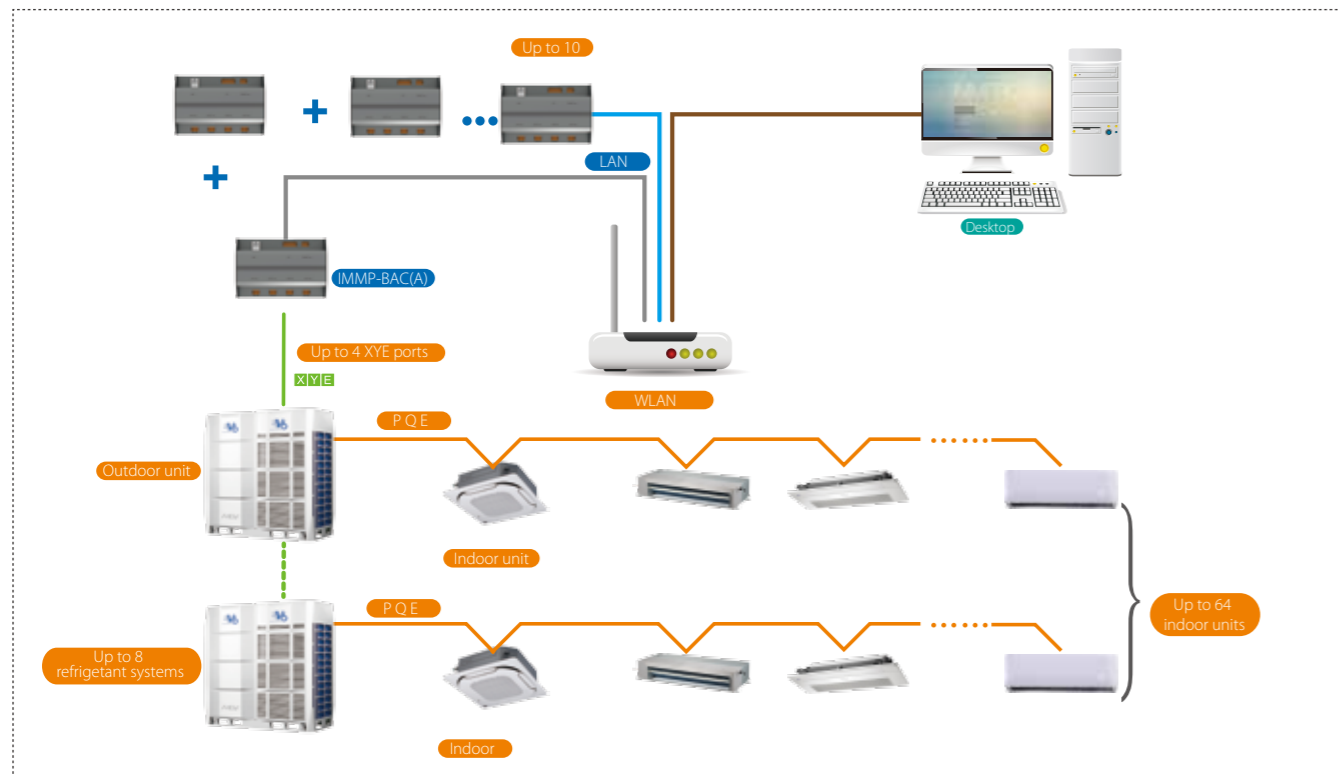 Up to 10
LAN
Desktop
IMMP-BAC(A)
Up to 4 XYE ports
X Y E
WLAN
P Q E
Outdoor unit
Indoor unit
P Q E
Up to 64
indoor units
Up to 8
refrigetant systems
Indoor